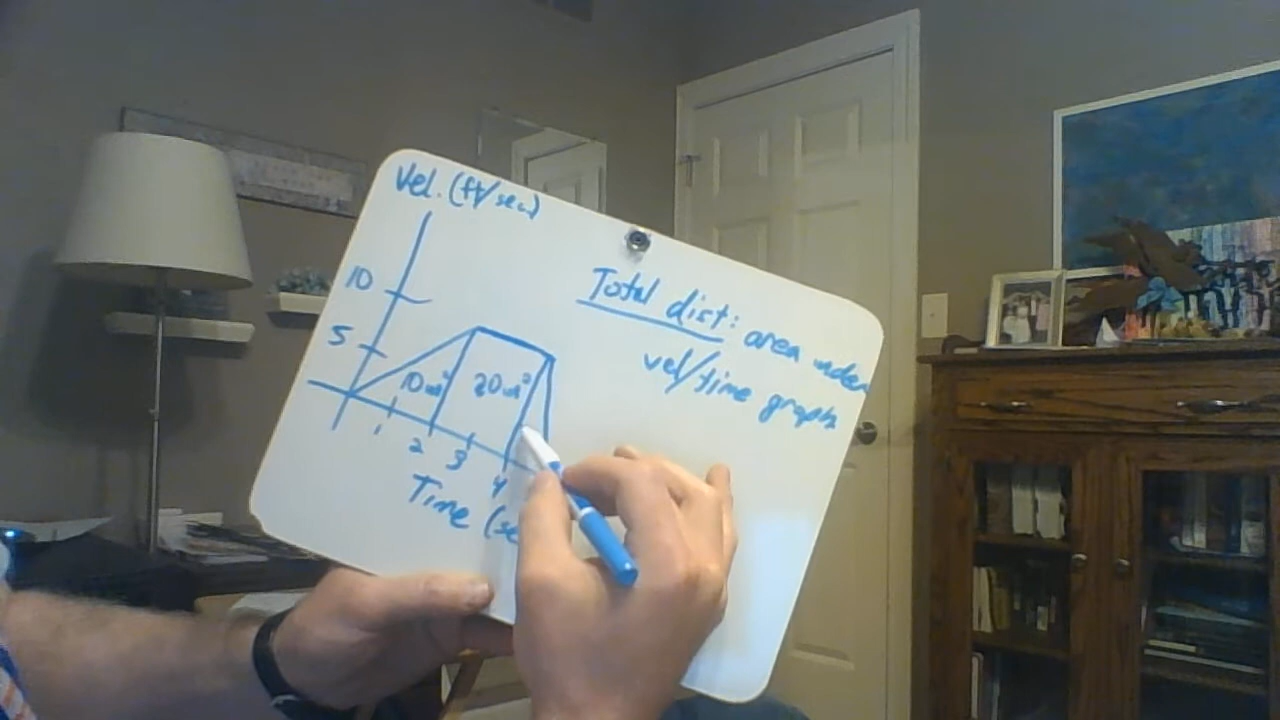 Vel. (ft/sec)
10
5
10un²
20un²
1
2
3
4
Time (se
Total dist: area under
vel/time graph